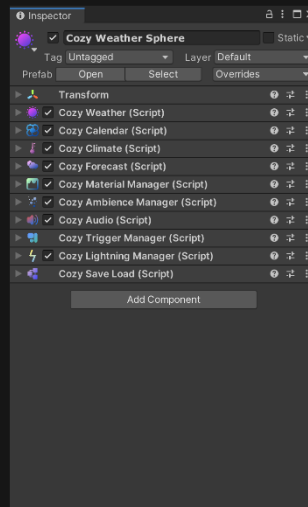 Inspector
Cozy Weather Sphere Static
Tag Untagged Layer Default
Prefab Open Select Overrides
Transform
Cozy Weather (Script)
Cozy Calendar (Script)
Cozy Climate (Script)
Cozy Forecast (Script)
Cozy Material Manager (Script)
Cozy Ambience Manager (Script)
Cozy Audio (Script)
Cozy Trigger Manager (Script)
Cozy Lightning Manager (Script)
Cozy Save Load (Script)
Add Component